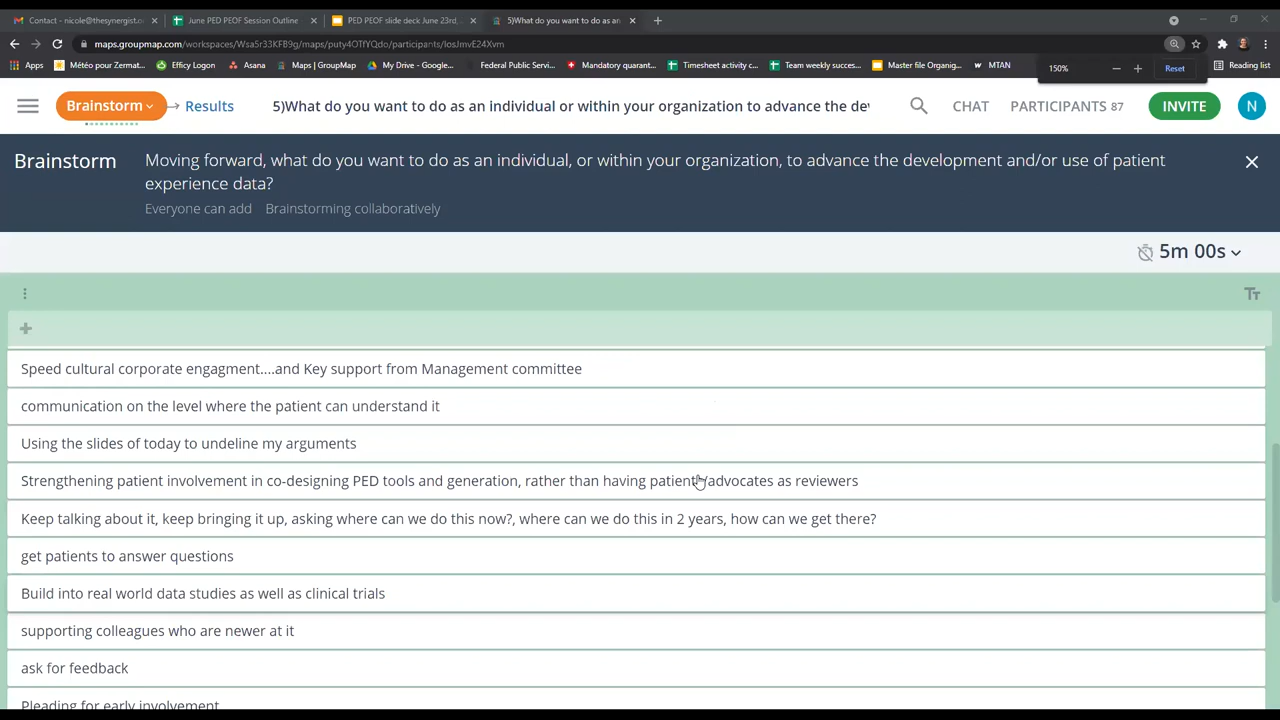 Contact - nicole@thesynergist.o
June PED PEOF Session Outline
PED PEOF slide deck June 23rd,
5)What do you want to do as an
maps.groupmap.com/workspaces/Wsa5r33KFB9g/maps/puty4OTfYQdo/participants/losJmvE24Xvm
Apps
Météo pour Zermat...
Efficy Logon
Asana
Maps | GroupMap
My Drive - Google...
Federal Public Servi...
Mandatory quarant...
Timesheet activity c...
Team weekly succes...
Master file Organig...
MTAN
Reading list
150%
Reset
Brainstorm
Results
5)What do you want to do as an individual or within your organization to advance the dev
CHAT
PARTICIPANTS 87
INVITE
N
Brainstorm
Moving forward, what do you want to do as an individual, or within your organization, to advance the development and/or use of patient
experience data?
Everyone can add Brainstorming collaboratively
5m 00s
Speed cultural corporate engagment....and Key support from Management committee
communication on the level where the patient can understand it
Using the slides of today to undeline my arguments
Strengthening patient involvement in co-designing PED tools and generation, rather than having patient /advocates as reviewers
Keep talking about it, keep bringing it up, asking where can we do this now?, where can we do this in 2 years, how can we get there?
get patients to answer questions
Build into real world data studies as well as clinical trials
supporting colleagues who are newer at it
ask for feedback
Pleading for early involvement